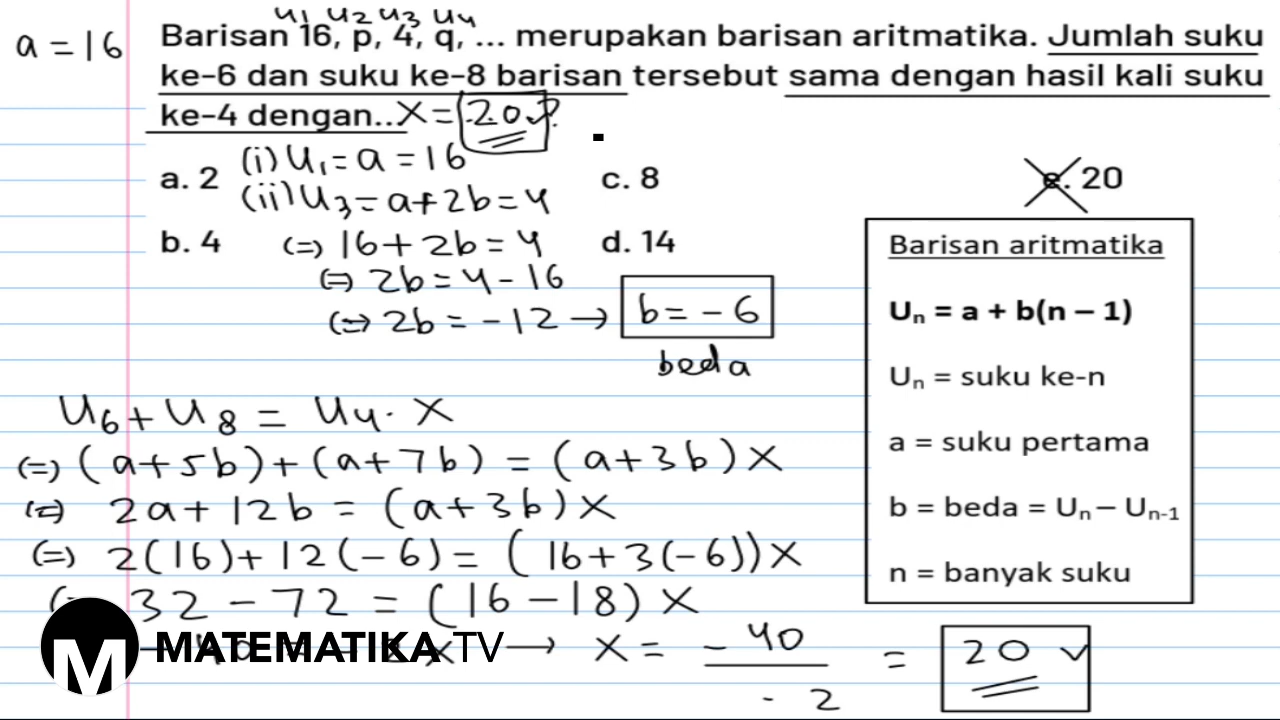 U1 U2 U3 U4
a = 16
Barisan 16, p, 4, q, ... merupakan barisan aritmatika. Jumlah suku
ke-6 dan suku ke-8 barisan tersebut sama dengan hasil kali suku
ke-4 dengan... X = 20 ✓ ?
a. 2
(i) U₁ = a = 16
c. 8
e. 20
(ii) U₃ = a + 2b = 4
b. 4
(=) 16 + 2b = 4
d. 14
(=) 2b = 4 - 16
(=) 2b = -12 → b = -6
beda
Barisan aritmatika
Uₙ = a + b(n – 1)
Uₙ = suku ke-n
a = suku pertama
b = beda = Uₙ – Uₙ₋₁
n = banyak suku
U₆ + U₈ = U₄ . X
(=) (a + 5b) + (a + 7b) = (a + 3b) X
(=) 2a + 12b = (a + 3b) X
(=) 2(16) + 12(-6) = (16 + 3(-6)) X
32 - 72 = (16 - 18) X
→ X = -40 / -2 = 20 ✓
M MATEMATIKA TV